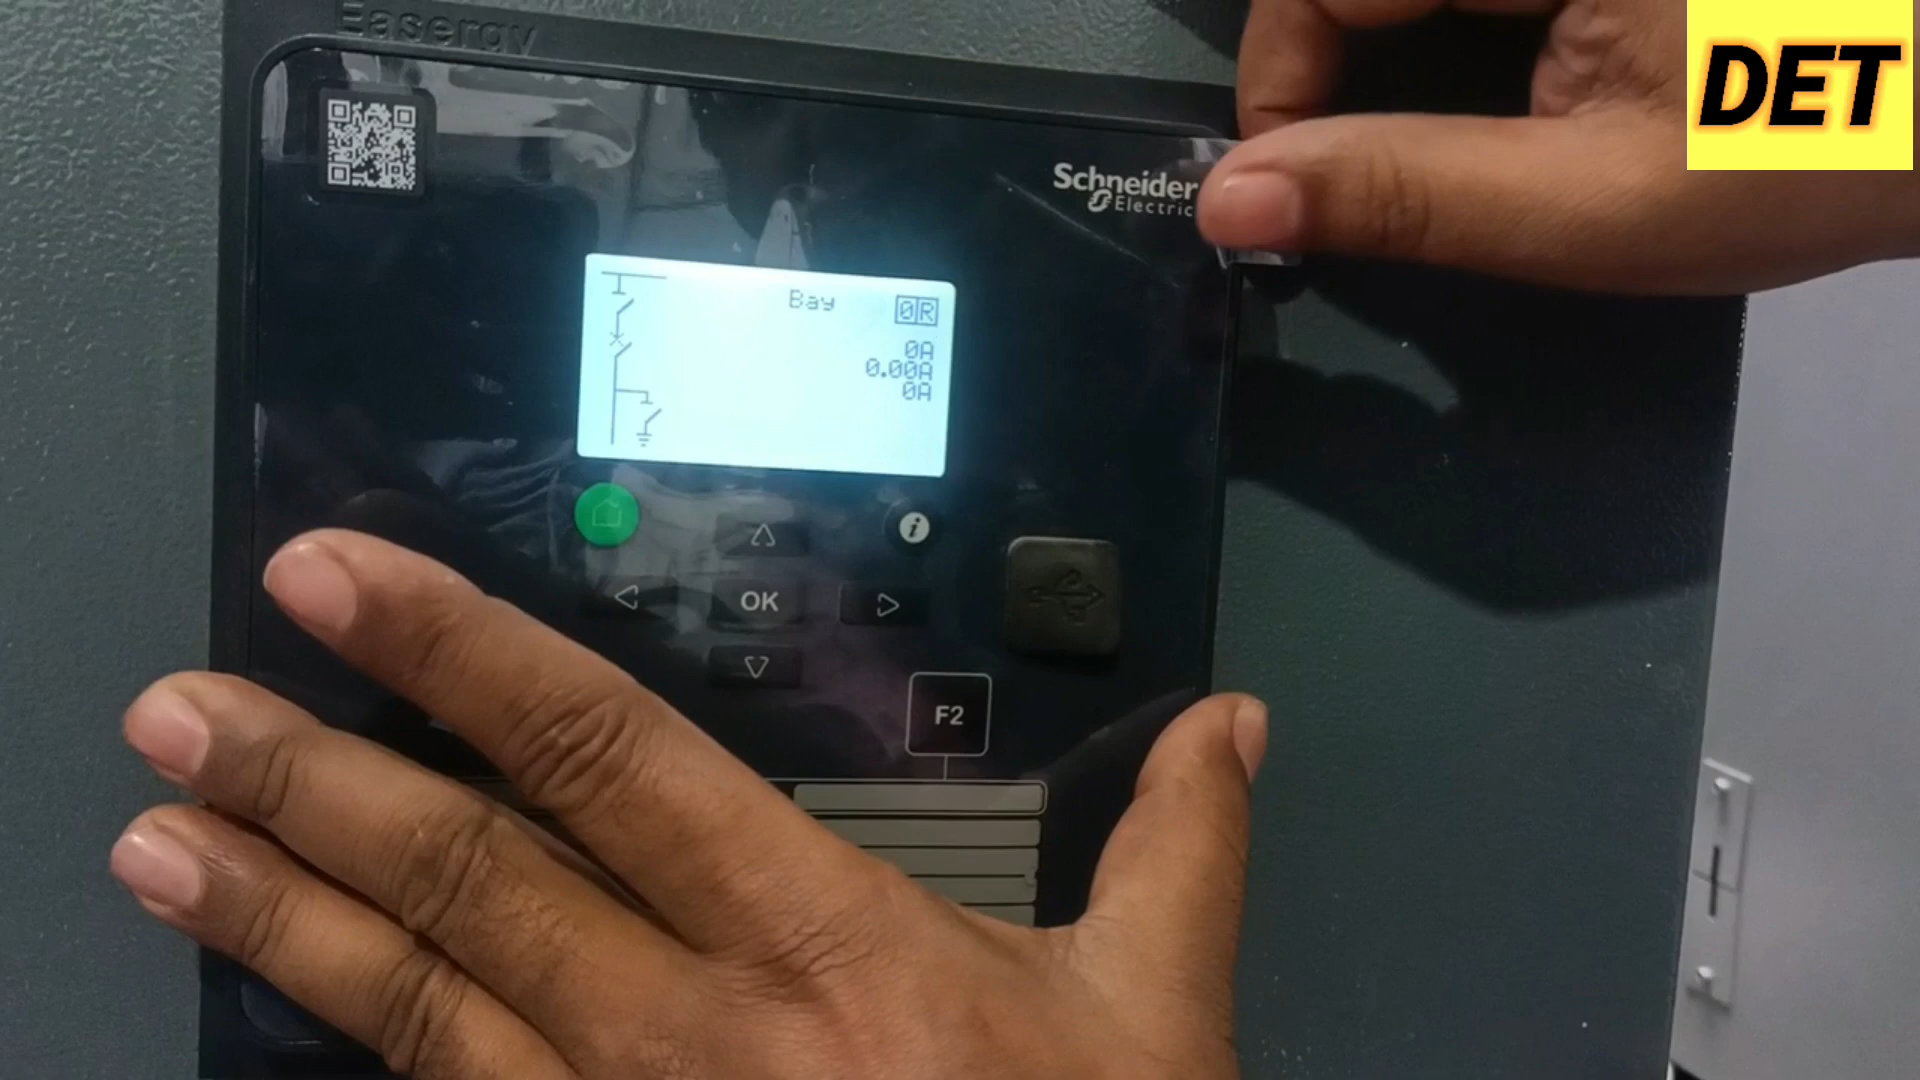 Easergy
DET
Schneider
Electric
Bay
0R
0A
0.00A
0A
i
OK
F2